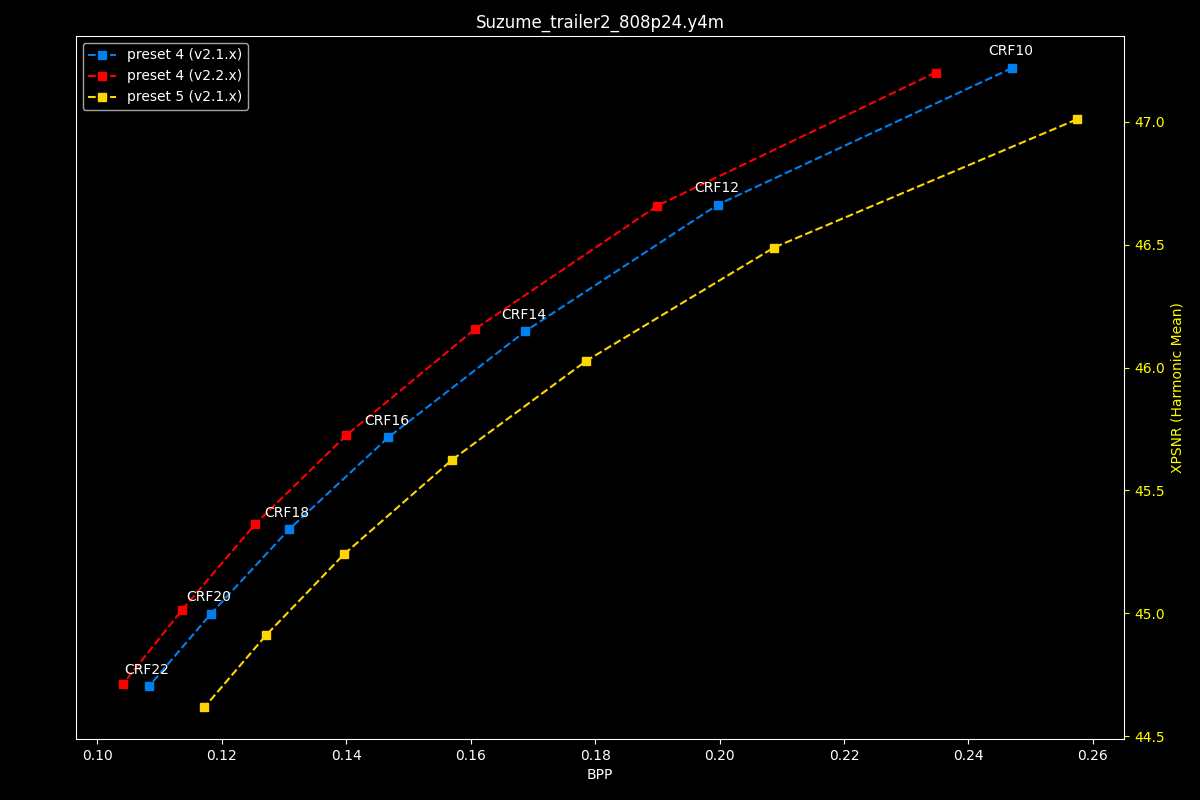 Suzume_trailer2_808p24.y4m
preset 4 (v2.1.x)
preset 4 (v2.2.x)
preset 5 (v2.1.x)
CRF10
CRF12
CRF14
CRF16
CRF18
CRF20
CRF22
47.0
46.5
46.0
45.5
45.0
44.5
XPSNR (Harmonic Mean)
0.10 0.12 0.14 0.16 0.18 0.20 0.22 0.24 0.26
BPP